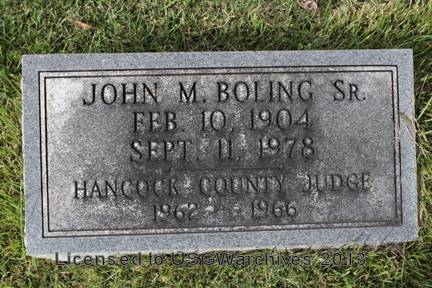 JOHN M. BOLING SR.
FEB. 10, 1904
SEPT. 11, 1978
HANCOCK COUNTY JUDGE
1962 - 1966
Licensed to USGWarchives 2013